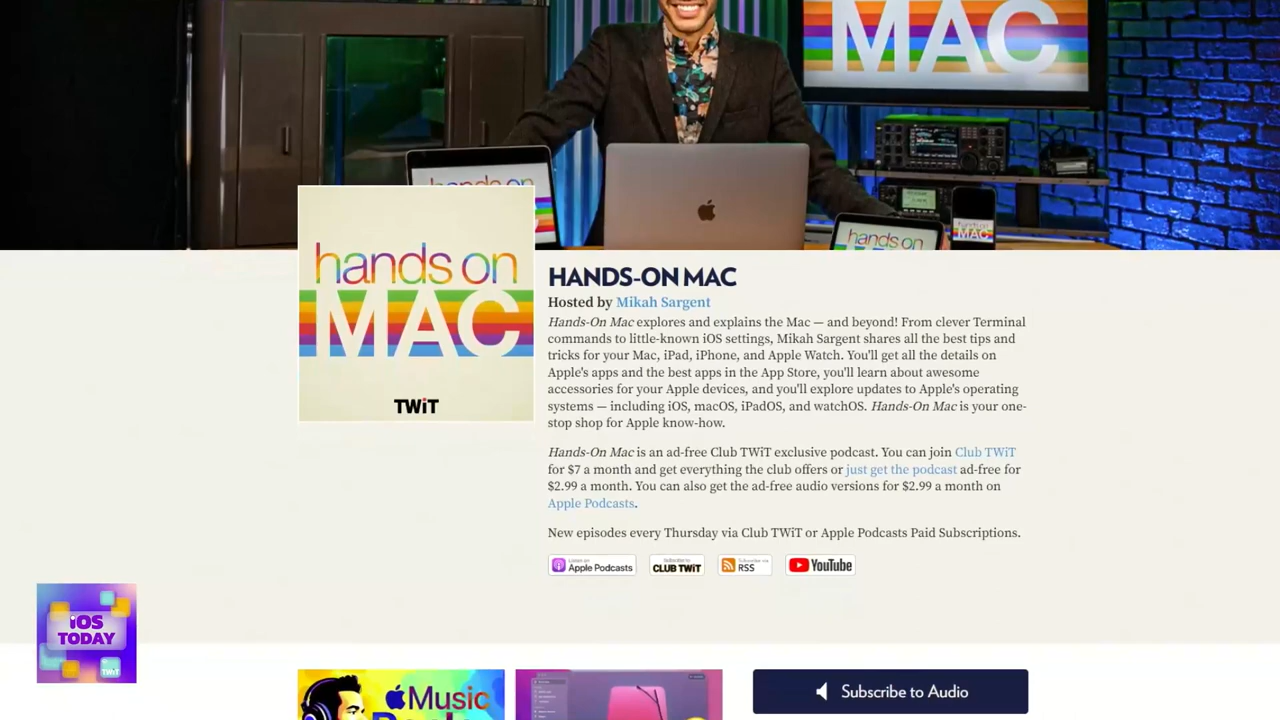 MAC
hands on
hands on
MAC
hands on
MAC
TWiT
HANDS-ON MAC
Hosted by Mikah Sargent
Hands-On Mac explores and explains the Mac — and beyond! From clever Terminal
commands to little-known iOS settings, Mikah Sargent shares all the best tips and
tricks for your Mac, iPad, iPhone, and Apple Watch. You'll get all the details on
Apple's apps and the best apps in the App Store, you'll learn about awesome
accessories for your Apple devices, and you'll explore updates to Apple's operating
systems — including iOS, macOS, iPadOS, and watchOS. Hands-On Mac is your one-
stop shop for Apple know-how.
Hands-On Mac is an ad-free Club TWiT exclusive podcast. You can join Club TWiT
for $7 a month and get everything the club offers or just get the podcast ad-free for
$2.99 a month. You can also get the ad-free audio versions for $2.99 a month on
Apple Podcasts.
New episodes every Thursday via Club TWiT or Apple Podcasts Paid Subscriptions.
Listen on
Apple Podcasts
Subscribe to
CLUB TWiT
Subscribe via
RSS
YouTube
iOS
TODAY
TWiT
Music
Subscribe to Audio